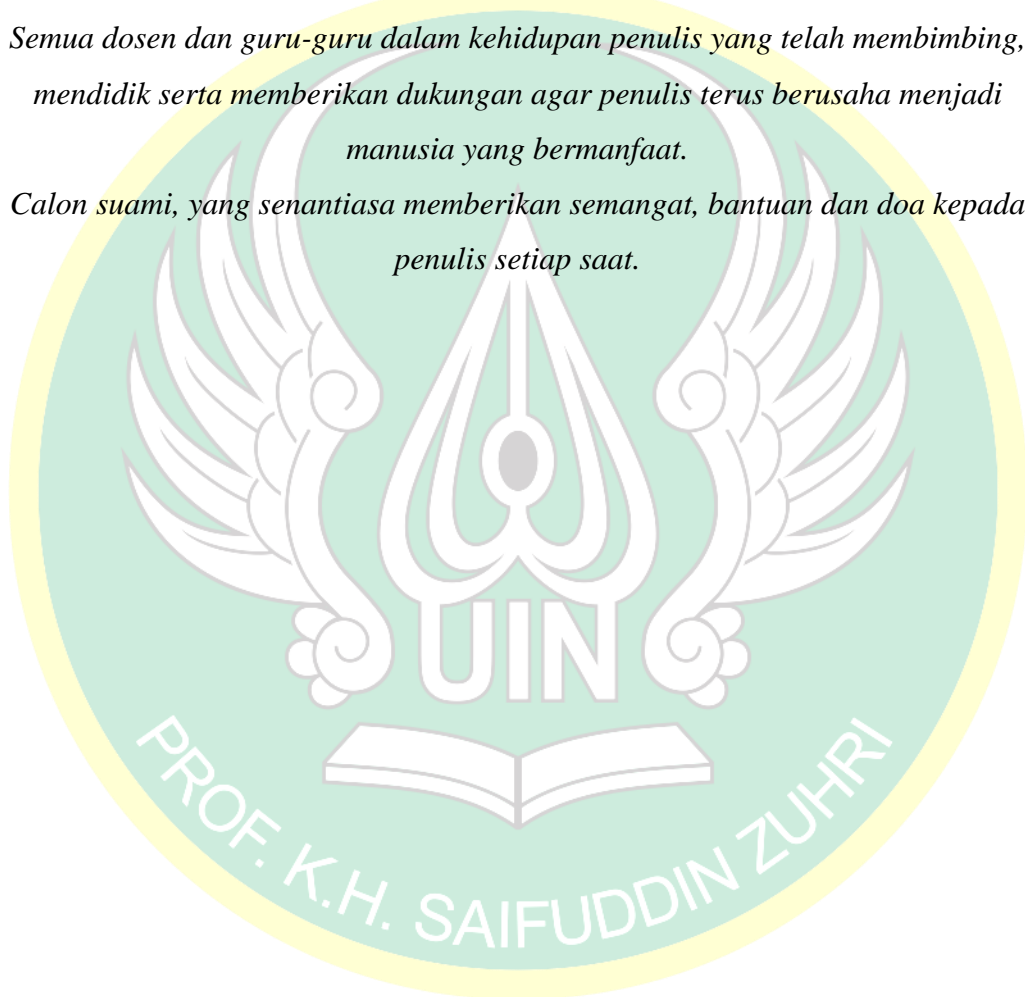 Semua dosen dan guru-guru dalam kehidupan penulis yang telah membimbing,
mendidik serta memberikan dukungan agar penulis terus berusaha menjadi
manusia yang bermanfaat.
Calon suami, yang senantiasa memberikan semangat, bantuan dan doa kepada
penulis setiap saat.
UIN
PROF. K.H. SAIFUDDIN ZUHRI